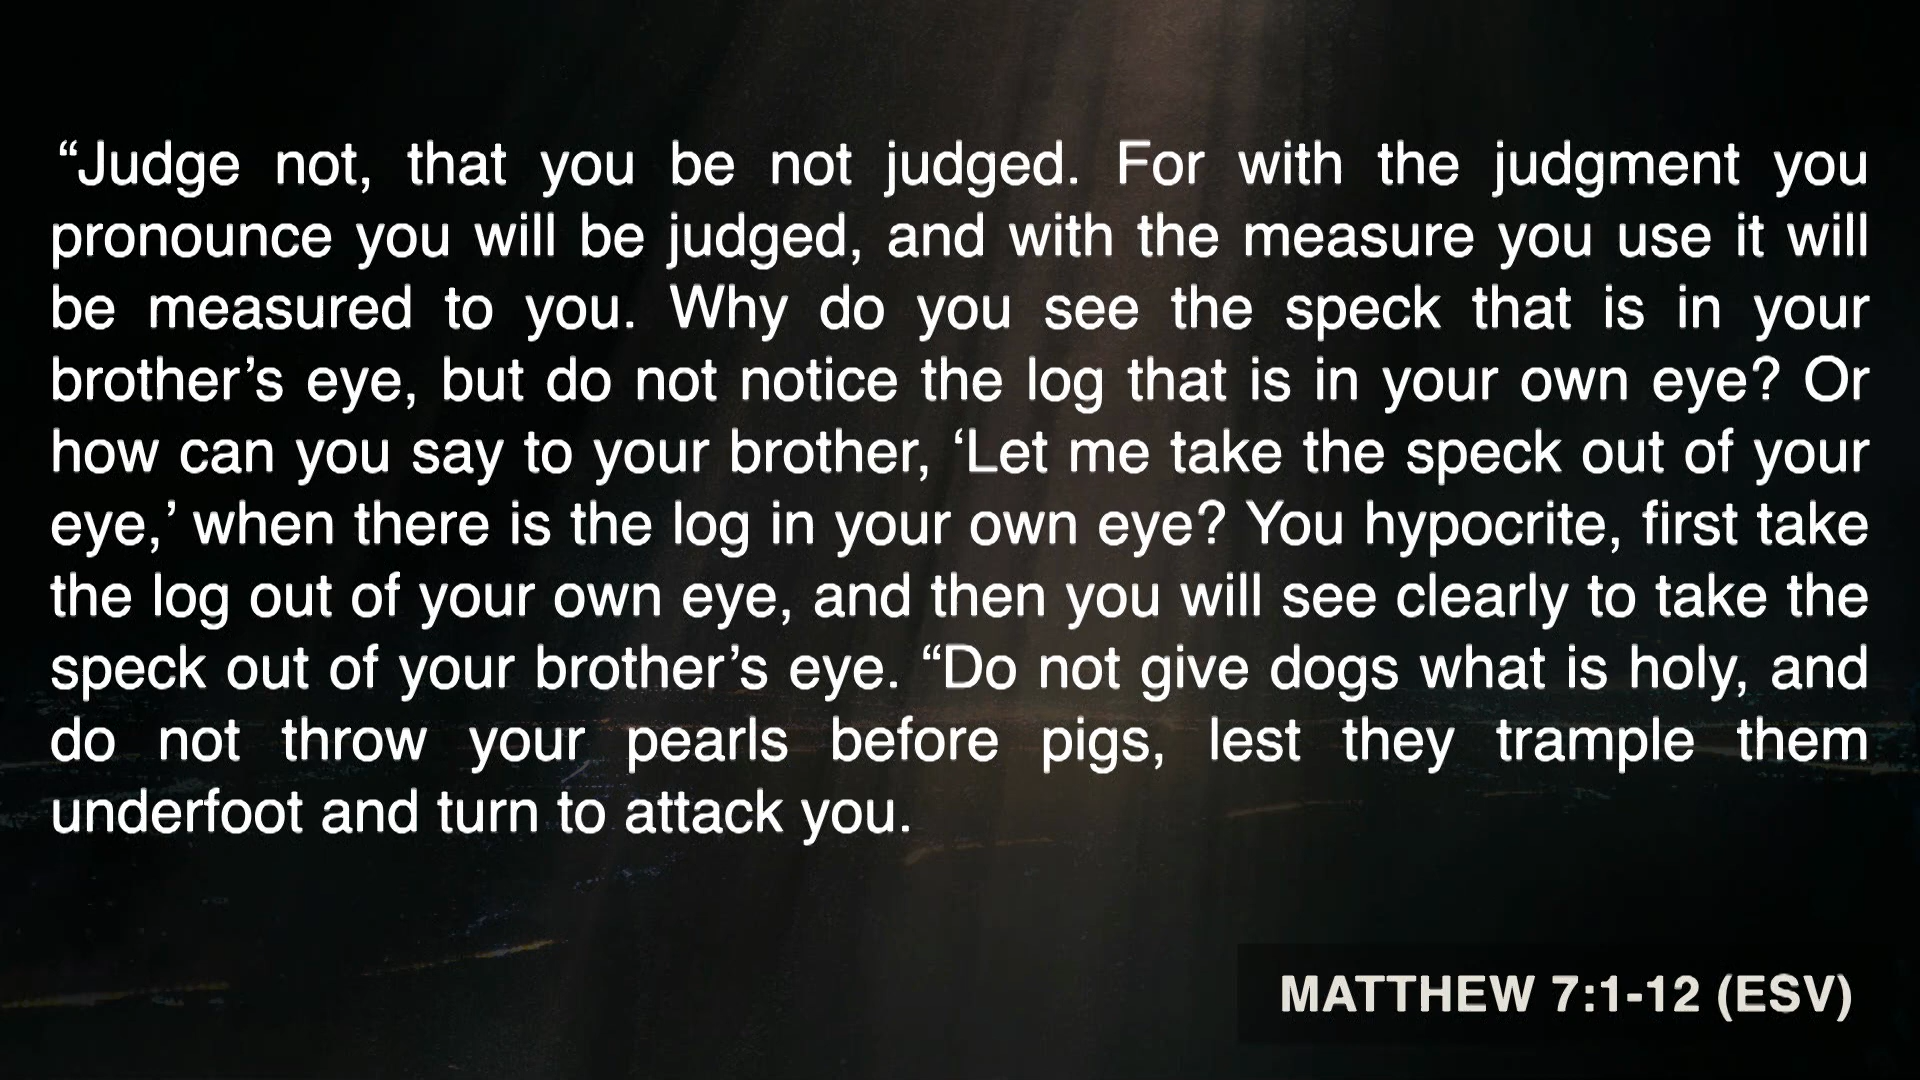 “Judge not, that you be not judged. For with the judgment you
pronounce you will be judged, and with the measure you use it will
be measured to you. Why do you see the speck that is in your
brother’s eye, but do not notice the log that is in your own eye? Or
how can you say to your brother, ‘Let me take the speck out of your
eye,’ when there is the log in your own eye? You hypocrite, first take
the log out of your own eye, and then you will see clearly to take the
speck out of your brother’s eye. “Do not give dogs what is holy, and
do not throw your pearls before pigs, lest they trample them
underfoot and turn to attack you.
MATTHEW 7:1-12 (ESV)